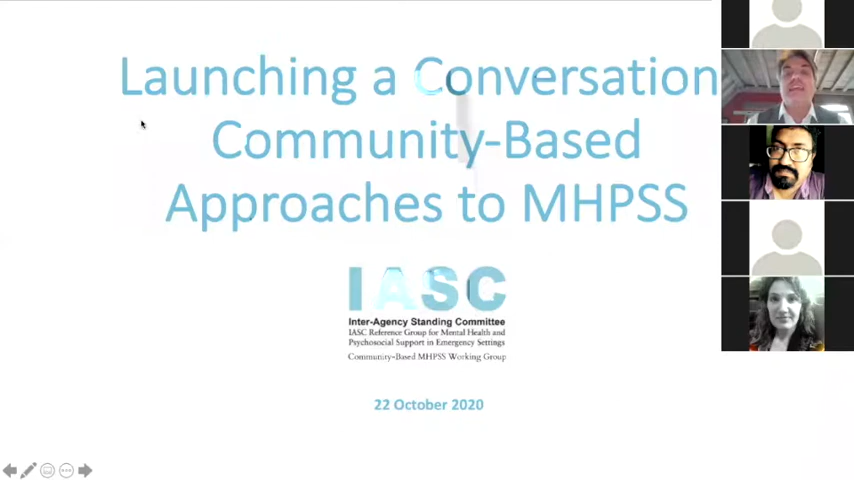 Launching a Conversation
Community-Based
Approaches to MHPSS
IASC
Inter-Agency Standing Committee
IASC Reference Group for Mental Health and
Psychosocial Support in Emergency Settings
Community-Based MHPSS Working Group
22 October 2020